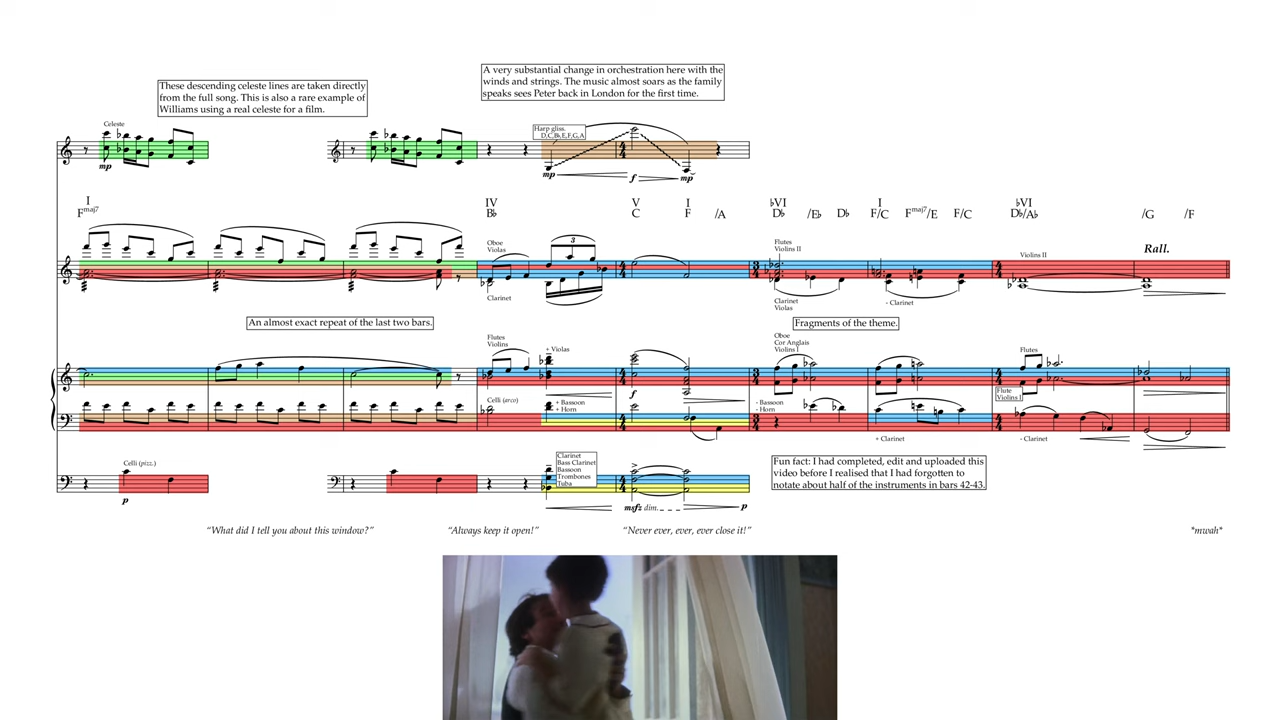 A very substantial change in orchestration here with the
winds and strings. The music almost soars as the family
speaks sees Peter back in London for the first time.
These descending celeste lines are taken directly
from the full song. This is also a rare example of
Williams using a real celeste for a film.
Celeste
Harp gliss.
D,C,B♭,E,F,G,A
mp
mp
f
mp
I
IV
V
I
♭VI
I
♭VI
Fmaj7
B♭
C
F
/A
D♭
/E♭
D♭
F/C
Fmaj7/E
F/C
D♭/A♭
/G
/F
Oboe
Violas
3
Flutes
Violins II
Violins II
Rall.
Clarinet
Clarinet
Violas
- Clarinet
An almost exact repeat of the last two bars.
Fragments of the theme.
Flutes
Violins
+ Violas
Oboe
Cor Anglais
Violins I
Flutes
f
Flute
Violins I
Celli (arco)
+ Bassoon
+ Horn
- Bassoon
- Horn
+ Clarinet
- Clarinet
Celli (pizz.)
Clarinet
Bass Clarinet
Bassoon
Trombones
Tuba
Fun fact: I had completed, edit and uploaded this
video before I realised that I had forgotten to
notate about half of the instruments in bars 42-43.
p
msfz dim.
p
"What did I tell you about this window?"
"Always keep it open!"
"Never ever, ever, ever close it!"
*mwah*